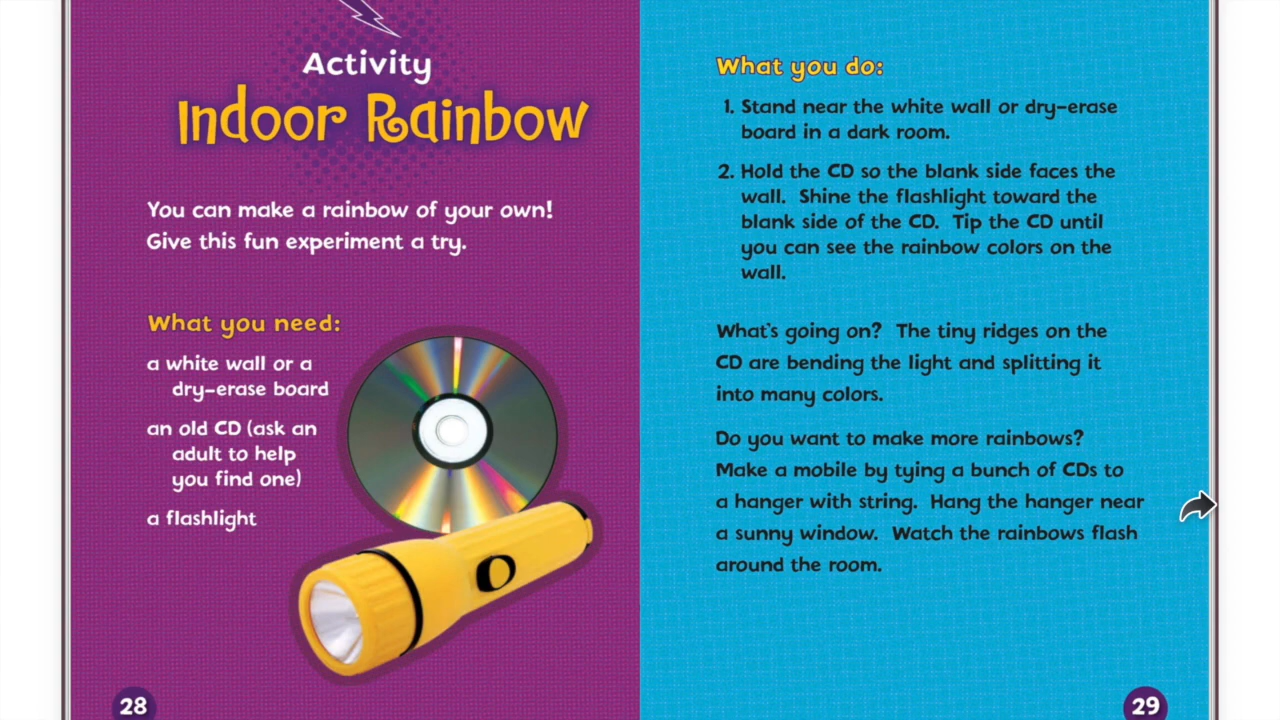 Activity
Indoor Rainbow
You can make a rainbow of your own!
Give this fun experiment a try.
What you need:
a white wall or a
dry-erase board
an old CD (ask an
adult to help
you find one)
a flashlight
28
What you do:
1. Stand near the white wall or dry-erase
board in a dark room.
2. Hold the CD so the blank side faces the
wall. Shine the flashlight toward the
blank side of the CD. Tip the CD until
you can see the rainbow colors on the
wall.
What's going on? The tiny ridges on the
CD are bending the light and splitting it
into many colors.
Do you want to make more rainbows?
Make a mobile by tying a bunch of CDs to
a hanger with string. Hang the hanger near
a sunny window. Watch the rainbows flash
around the room.
29